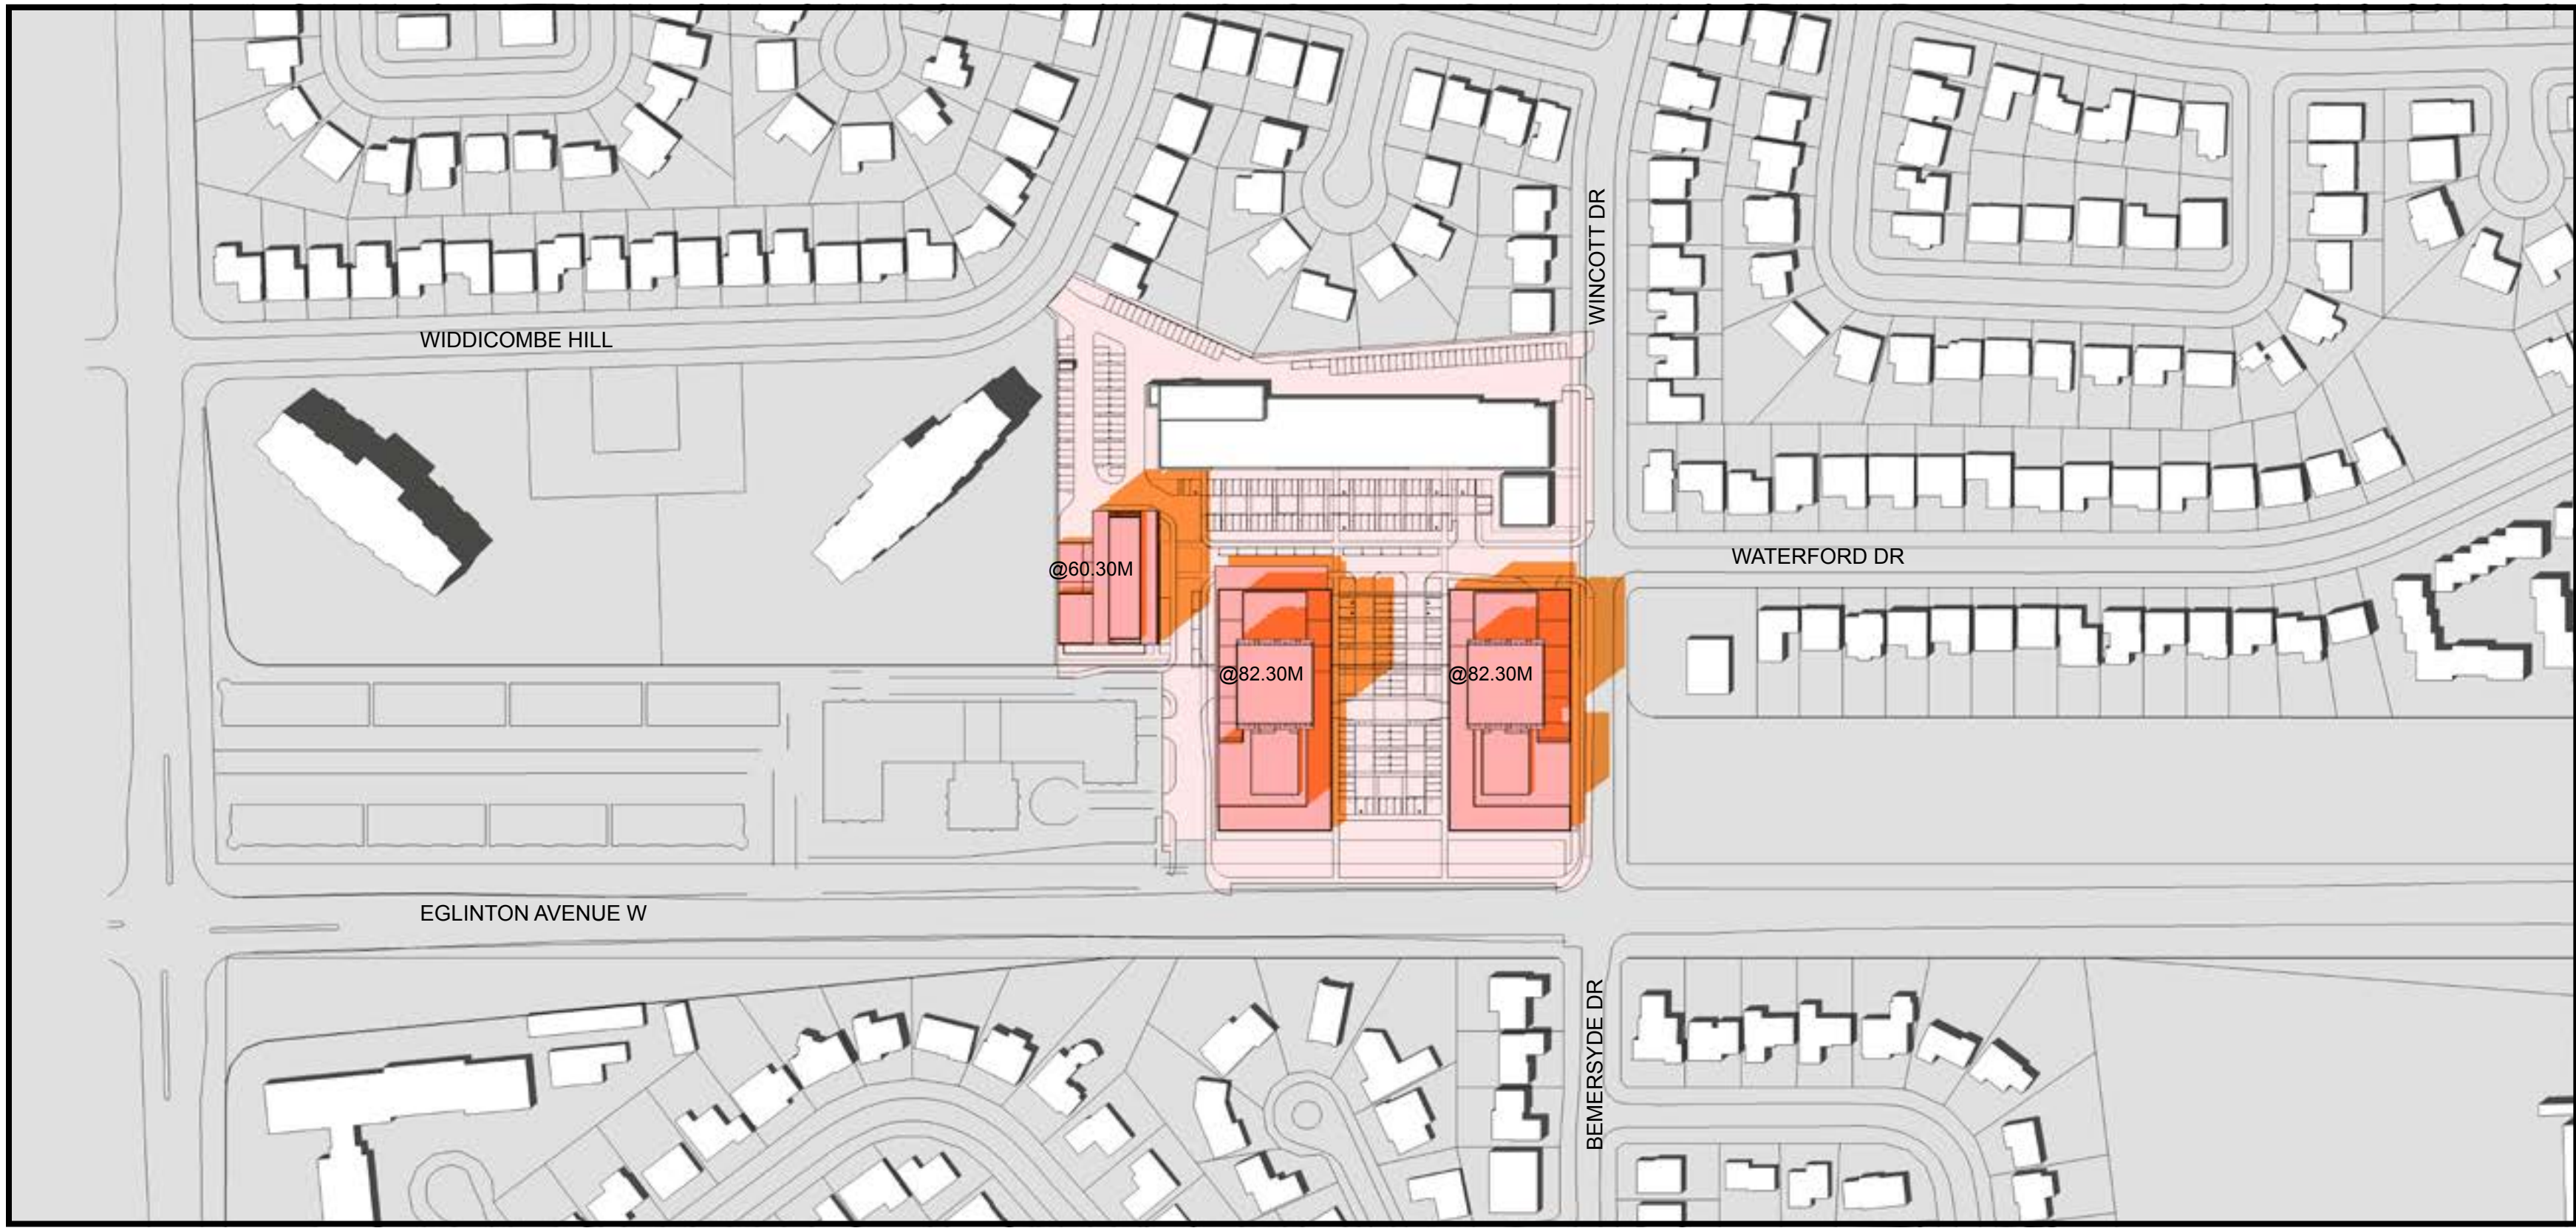 WINCOTT DR
WIDDICOMBE HILL
WATERFORD DR
@60.30M
@82.30M
@82.30M
EGLINTON AVENUE W
BEMERSYDE DR